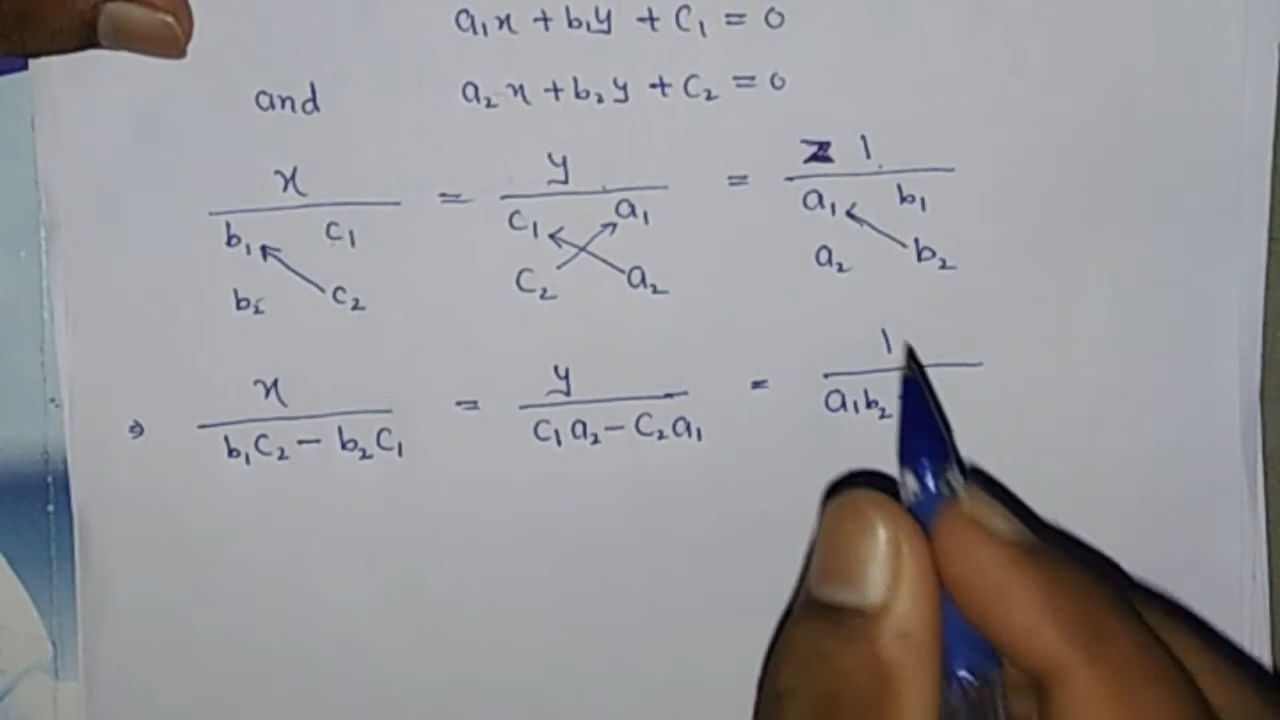 a₁x + b₁y + c₁ = 0
and a₂x + b₂y + c₂ = 0
x = y = 1
b₁ c₁ c₁ a₁ a₁ b₁
b₂ c₂ c₂ a₂ a₂ b₂
⇒ x = y = 1
b₁c₂ - b₂c₁ c₁a₂ - c₂a₁ a₁b₂